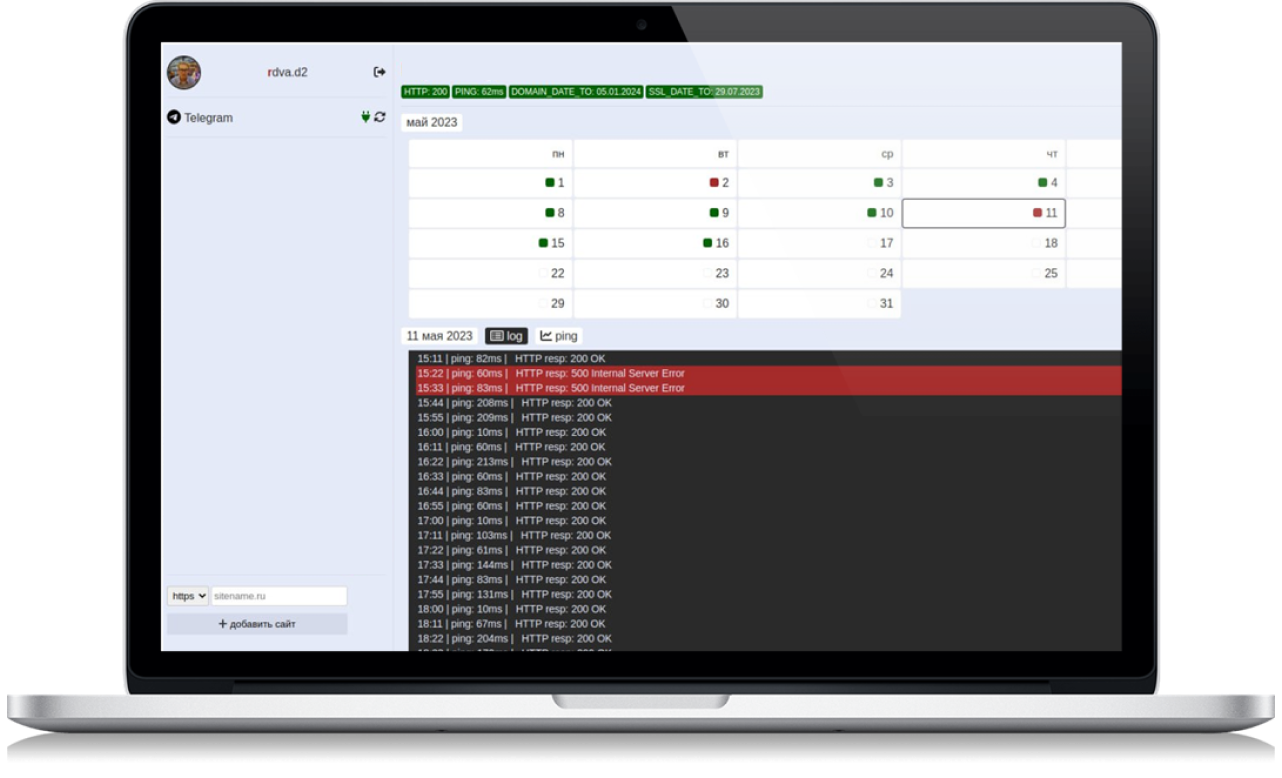 rdva.d2
HTTP: 200 PING: 62ms DOMAIN_DATE_TO: 05.01.2024 SSL_DATE_TO: 29.07.2023
Telegram
май 2023
пн вт ср чт
1 2 3 4
8 9 10 11
15 16 17 18
22 23 24 25
29 30 31
11 мая 2023 log ping
15:11 | ping: 82ms | HTTP resp: 200 OK
15:22 | ping: 60ms | HTTP resp: 500 Internal Server Error
15:33 | ping: 83ms | HTTP resp: 500 Internal Server Error
15:44 | ping: 208ms | HTTP resp: 200 OK
15:55 | ping: 209ms | HTTP resp: 200 OK
16:00 | ping: 10ms | HTTP resp: 200 OK
16:11 | ping: 60ms | HTTP resp: 200 OK
16:22 | ping: 213ms | HTTP resp: 200 OK
16:33 | ping: 60ms | HTTP resp: 200 OK
16:44 | ping: 83ms | HTTP resp: 200 OK
16:55 | ping: 60ms | HTTP resp: 200 OK
17:00 | ping: 10ms | HTTP resp: 200 OK
17:11 | ping: 103ms | HTTP resp: 200 OK
17:22 | ping: 61ms | HTTP resp: 200 OK
17:33 | ping: 144ms | HTTP resp: 200 OK
17:44 | ping: 83ms | HTTP resp: 200 OK
17:55 | ping: 131ms | HTTP resp: 200 OK
18:00 | ping: 10ms | HTTP resp: 200 OK
18:11 | ping: 67ms | HTTP resp: 200 OK
18:22 | ping: 204ms | HTTP resp: 200 OK
https sitename.ru
+ добавить сайт